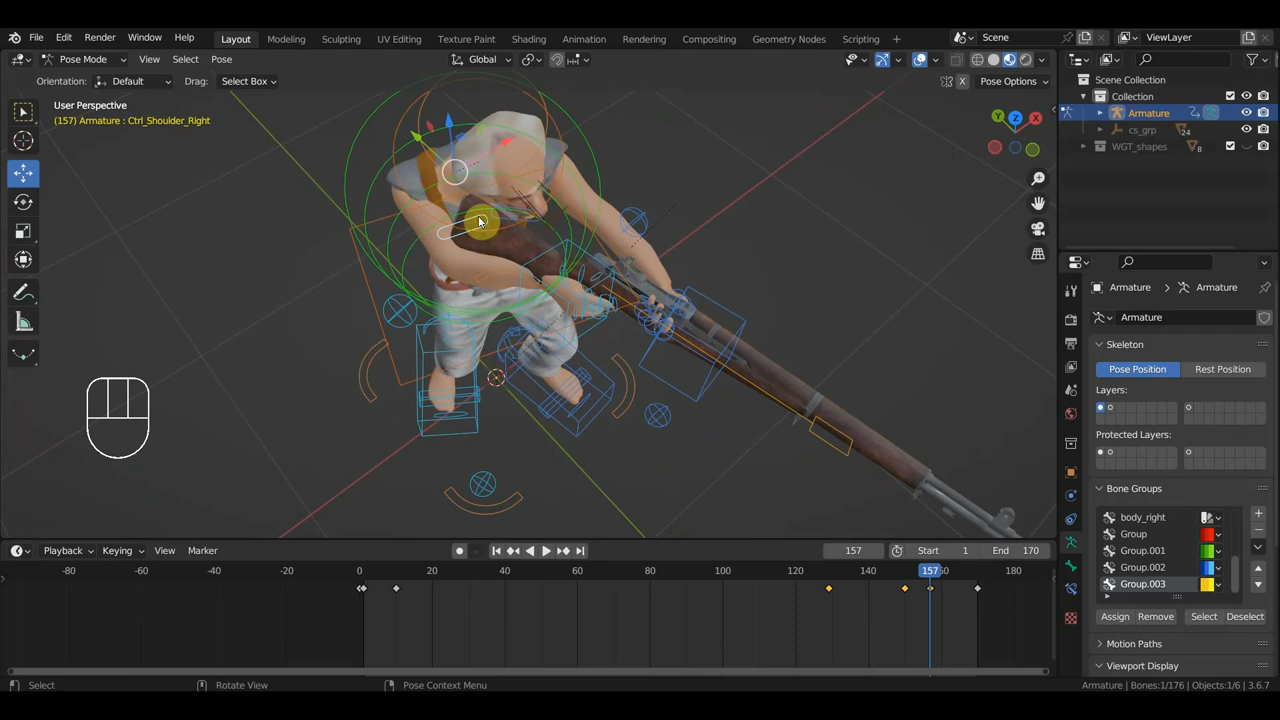 File Edit Render Window Help Layout Modeling Sculpting UV Editing Texture Paint Shading Animation Rendering Compositing Geometry Nodes Scripting + Scene ViewLayer
Pose Mode View Select Pose Global
Orientation: Default Drag: Select Box X Pose Options
User Perspective
(157) Armature : Ctrl_Shoulder_Right
Y Z X
Scene Collection
Collection
Armature
cs_grp 24
WGT_shapes 8
Armature Armature
Armature
Skeleton
Pose Position Rest Position
Layers:
Protected Layers:
Bone Groups
body_right
Group
Group.001
Group.002
Group.003
Assign Remove Select Deselect
Motion Paths
Viewport Display
Playback Keying View Marker 157 Start 1 End 170
-80 -60 -40 -20 0 20 40 60 80 100 120 140 157 60 180
Select Rotate View Pose Context Menu Armature | Bones:1/176 | Objects:1/6 | 3.6.7